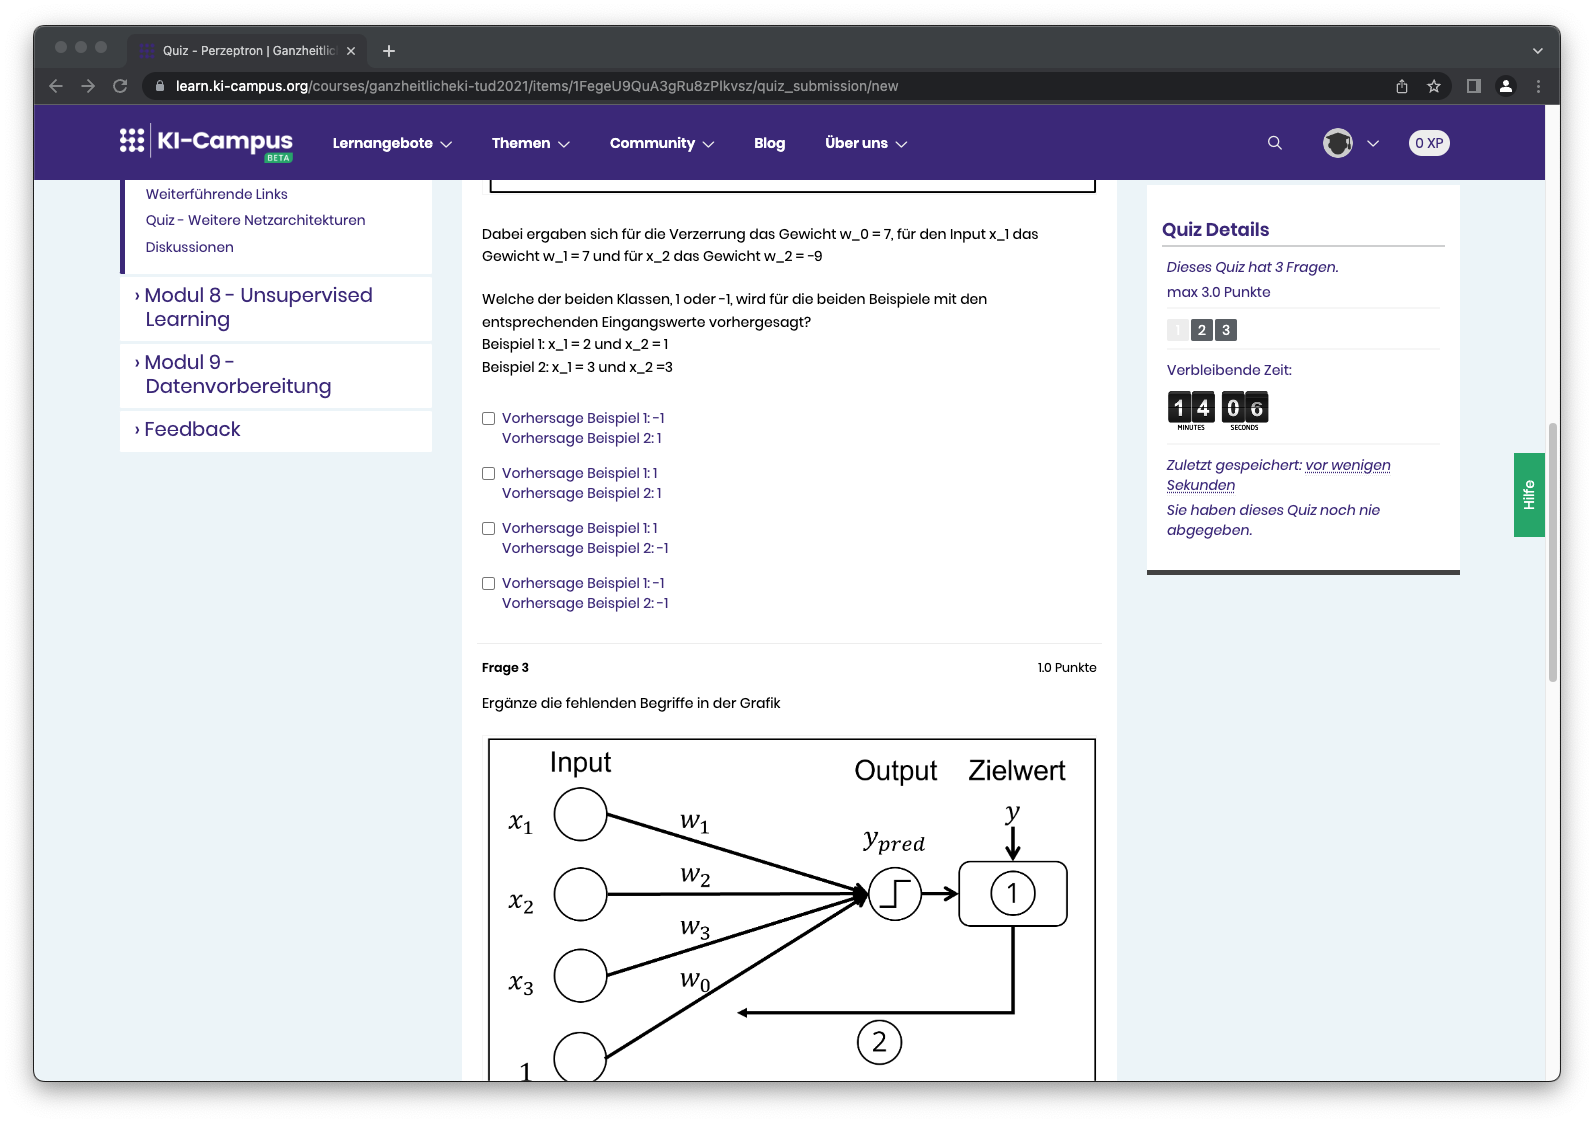 Quiz - Perzeptron | Ganzheitlic
learn.ki-campus.org/courses/ganzheitlicheki-tud2021/items/1FegeU9QuA3gRu8zPlkvsz/quiz_submission/new
KI-Campus
BETA
Lernangebote
Themen
Community
Blog
Über uns
0 XP
Weiterführende Links
Quiz - Weitere Netzarchitekturen
Diskussionen
› Modul 8 - Unsupervised
Learning
› Modul 9 -
Datenvorbereitung
› Feedback
Dabei ergaben sich für die Verzerrung das Gewicht w_0 = 7, für den Input x_1 das
Gewicht w_1 = 7 und für x_2 das Gewicht w_2 = -9
Welche der beiden Klassen, 1 oder -1, wird für die beiden Beispiele mit den
entsprechenden Eingangswerte vorhergesagt?
Beispiel 1: x_1 = 2 und x_2 = 1
Beispiel 2: x_1 = 3 und x_2 =3
Vorhersage Beispiel 1: -1
Vorhersage Beispiel 2: 1
Vorhersage Beispiel 1: 1
Vorhersage Beispiel 2: 1
Vorhersage Beispiel 1: 1
Vorhersage Beispiel 2: -1
Vorhersage Beispiel 1: -1
Vorhersage Beispiel 2: -1
Frage 3
1.0 Punkte
Ergänze die fehlenden Begriffe in der Grafik
Input
Output
Zielwert
x1
w1
y
ypred
x2
w2
1
w3
x3
w0
2
1
Quiz Details
Dieses Quiz hat 3 Fragen.
max 3.0 Punkte
1 2 3
Verbleibende Zeit:
14 06
MINUTES SECONDS
Zuletzt gespeichert: vor wenigen
Sekunden
Sie haben dieses Quiz noch nie
abgegeben.
Hilfe